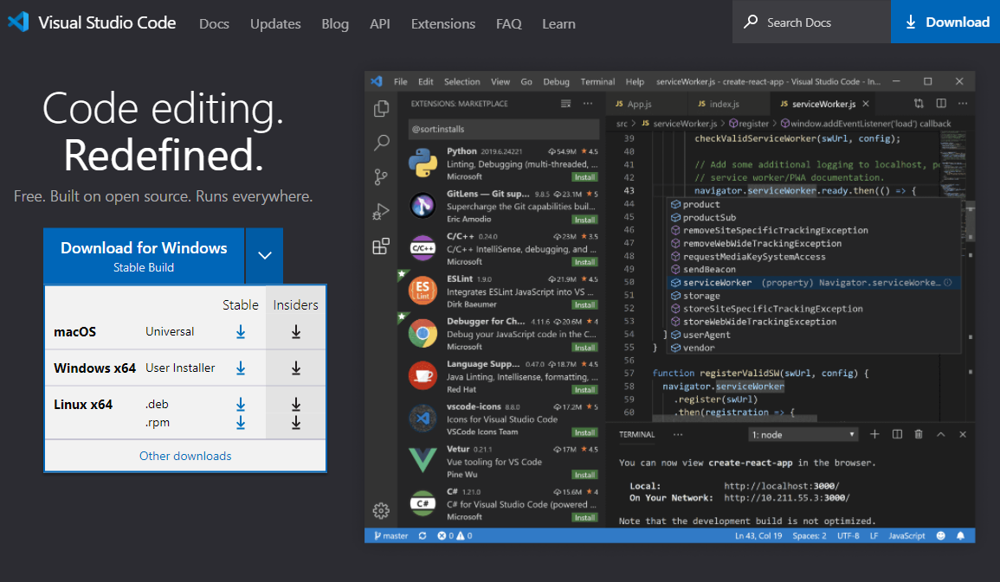 Visual Studio Code Docs Updates Blog API Extensions FAQ Learn Search Docs Download
Code editing.
Redefined.
Free. Built on open source. Runs everywhere.
Download for Windows
Stable Build
Stable Insiders
macOS Universal
Windows x64 User Installer
Linux x64 .deb
.rpm
Other downloads
File Edit Selection View Go Debug Terminal Help serviceWorker.js - create-react-app - Visual Studio Code - In...
EXTENSIONS: MARKETPLACE
@sort:installs
Python 2019.6.24221 54.9M 4.5
Linting, Debugging (multi-threaded, ...
Microsoft Install
GitLens — Git sup... 9.8.5 23.1M 5
Supercharge the Git capabilities buil...
Eric Amodio Install
C/C++
C/C++ 0.24.0 23M 3.5
C/C++ IntelliSense, debugging, and ...
Microsoft Install
ES
Lint
ESLint 1.9.0 21.9M 4.5
Integrates ESLint JavaScript into VS ...
Dirk Baeumer Install
Debugger for Ch... 4.11.6 20.6M 4
Debug your JavaScript code in the C...
Microsoft Install
Language Supp... 0.47.0 18.7M 4.5
Java Linting, Intellisense, formatting, ...
Red Hat Install
vscode-icons 8.8.0 17.2M 5
Icons for Visual Studio Code
VSCode Icons Team Install
Vetur 0.21.1 17M 4.5
Vue tooling for VS Code
Pine Wu Install
C#
C# 1.21.0 15.6M 4
C# for Visual Studio Code (powered ...
Microsoft Install
JS App.js JS index.js JS serviceWorker.js
src > JS serviceWorker.js > register > window.addEventListener('load') callback
39 checkValidServiceWorker(swUrl, config);
40
41 // Add some additional logging to localhost, p
42 // service worker/PWA documentation.
43 navigator.serviceWorker.ready.then(() => {
44 product
45 productSub
46 removeSiteSpecificTrackingException
47 removeWebWideTrackingException
48 requestMediaKeySystemAccess
49 sendBeacon
50 serviceWorker (property) Navigator.serviceWorke...
51 storage
52 storeSiteSpecificTrackingException
53 storeWebWideTrackingException
54 } userAgent
55 } vendor
56
57 function registerValidSW(swUrl, config) {
58 navigator.serviceWorker
59 .register(swUrl)
60 .then(registration => {
TERMINAL ... 1: node
You can now view create-react-app in the browser.
Local: http://localhost:3000/
On Your Network: http://10.211.55.3:3000/
Note that the development build is not optimized.
master 0 0 Ln 43, Col 19 Spaces: 2 UTF-8 LF JavaScript